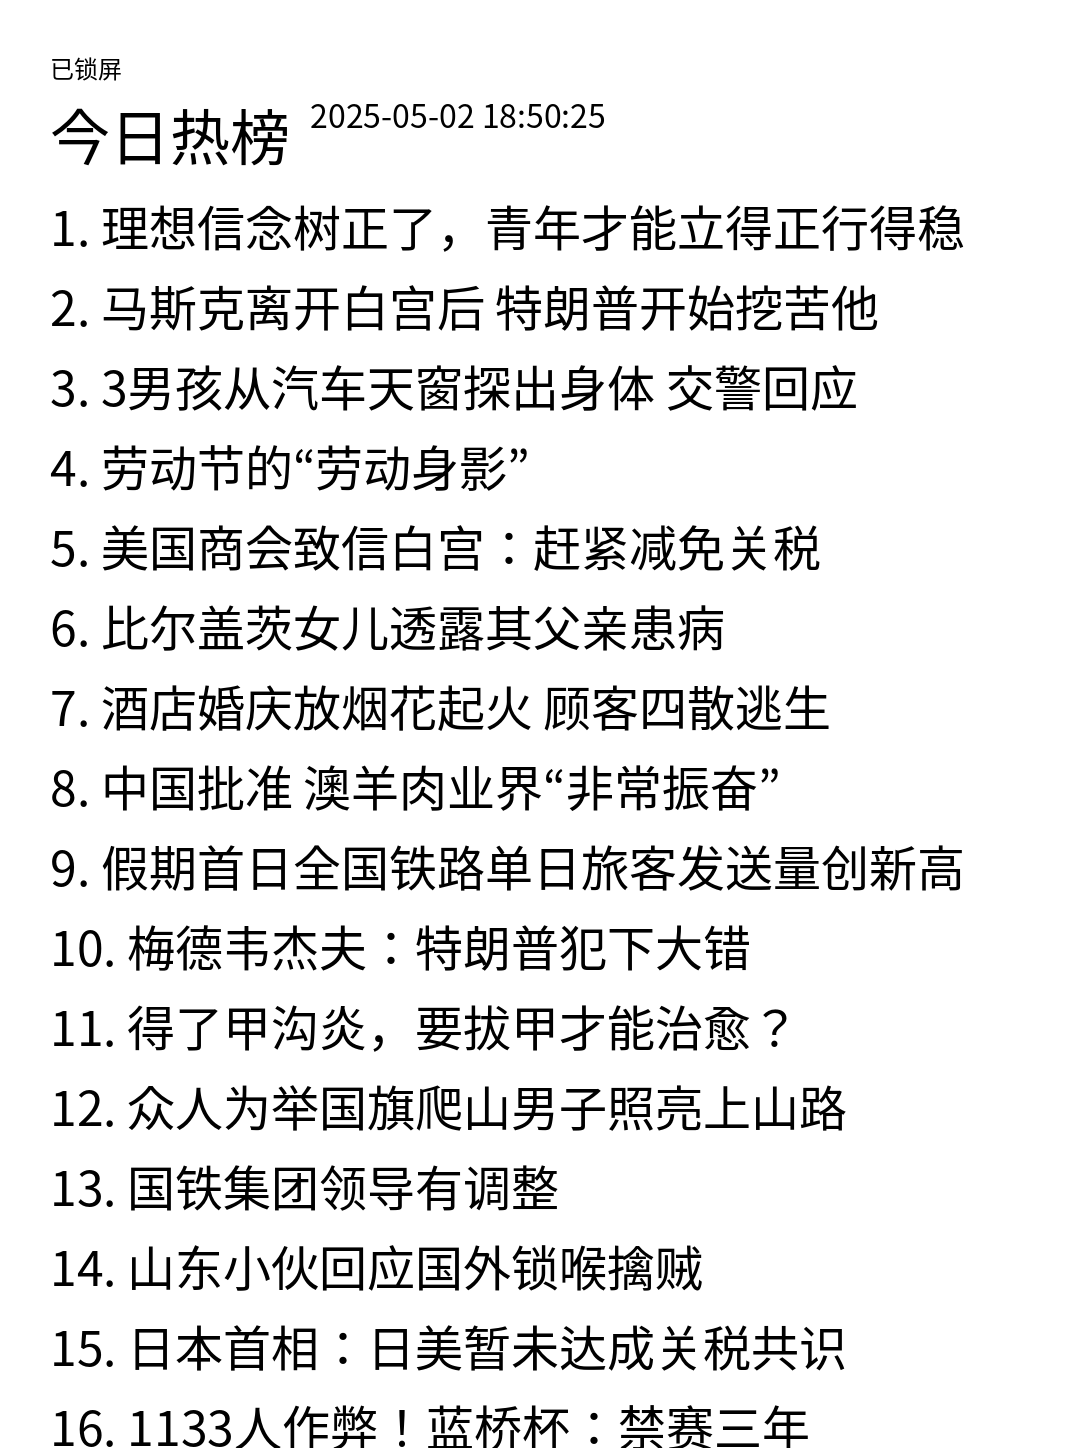 已锁屏
今日热榜 2025-05-02 18:50:25
1. 理想信念树正了，青年才能立得正行得稳
2. 马斯克离开白宫后 特朗普开始挖苦他
3. 3男孩从汽车天窗探出身体 交警回应
4. 劳动节的“劳动身影”
5. 美国商会致信白宫：赶紧减免关税
6. 比尔盖茨女儿透露其父亲患病
7. 酒店婚庆放烟花起火 顾客四散逃生
8. 中国批准 澳羊肉业界“非常振奋”
9. 假期首日全国铁路单日旅客发送量创新高
10. 梅德韦杰夫：特朗普犯下大错
11. 得了甲沟炎，要拔甲才能治愈？
12. 众人为举国旗爬山男子照亮上山路
13. 国铁集团领导有调整
14. 山东小伙回应国外锁喉擒贼
15. 日本首相：日美暂未达成关税共识
16. 1133人作弊！蓝桥杯：禁赛三年